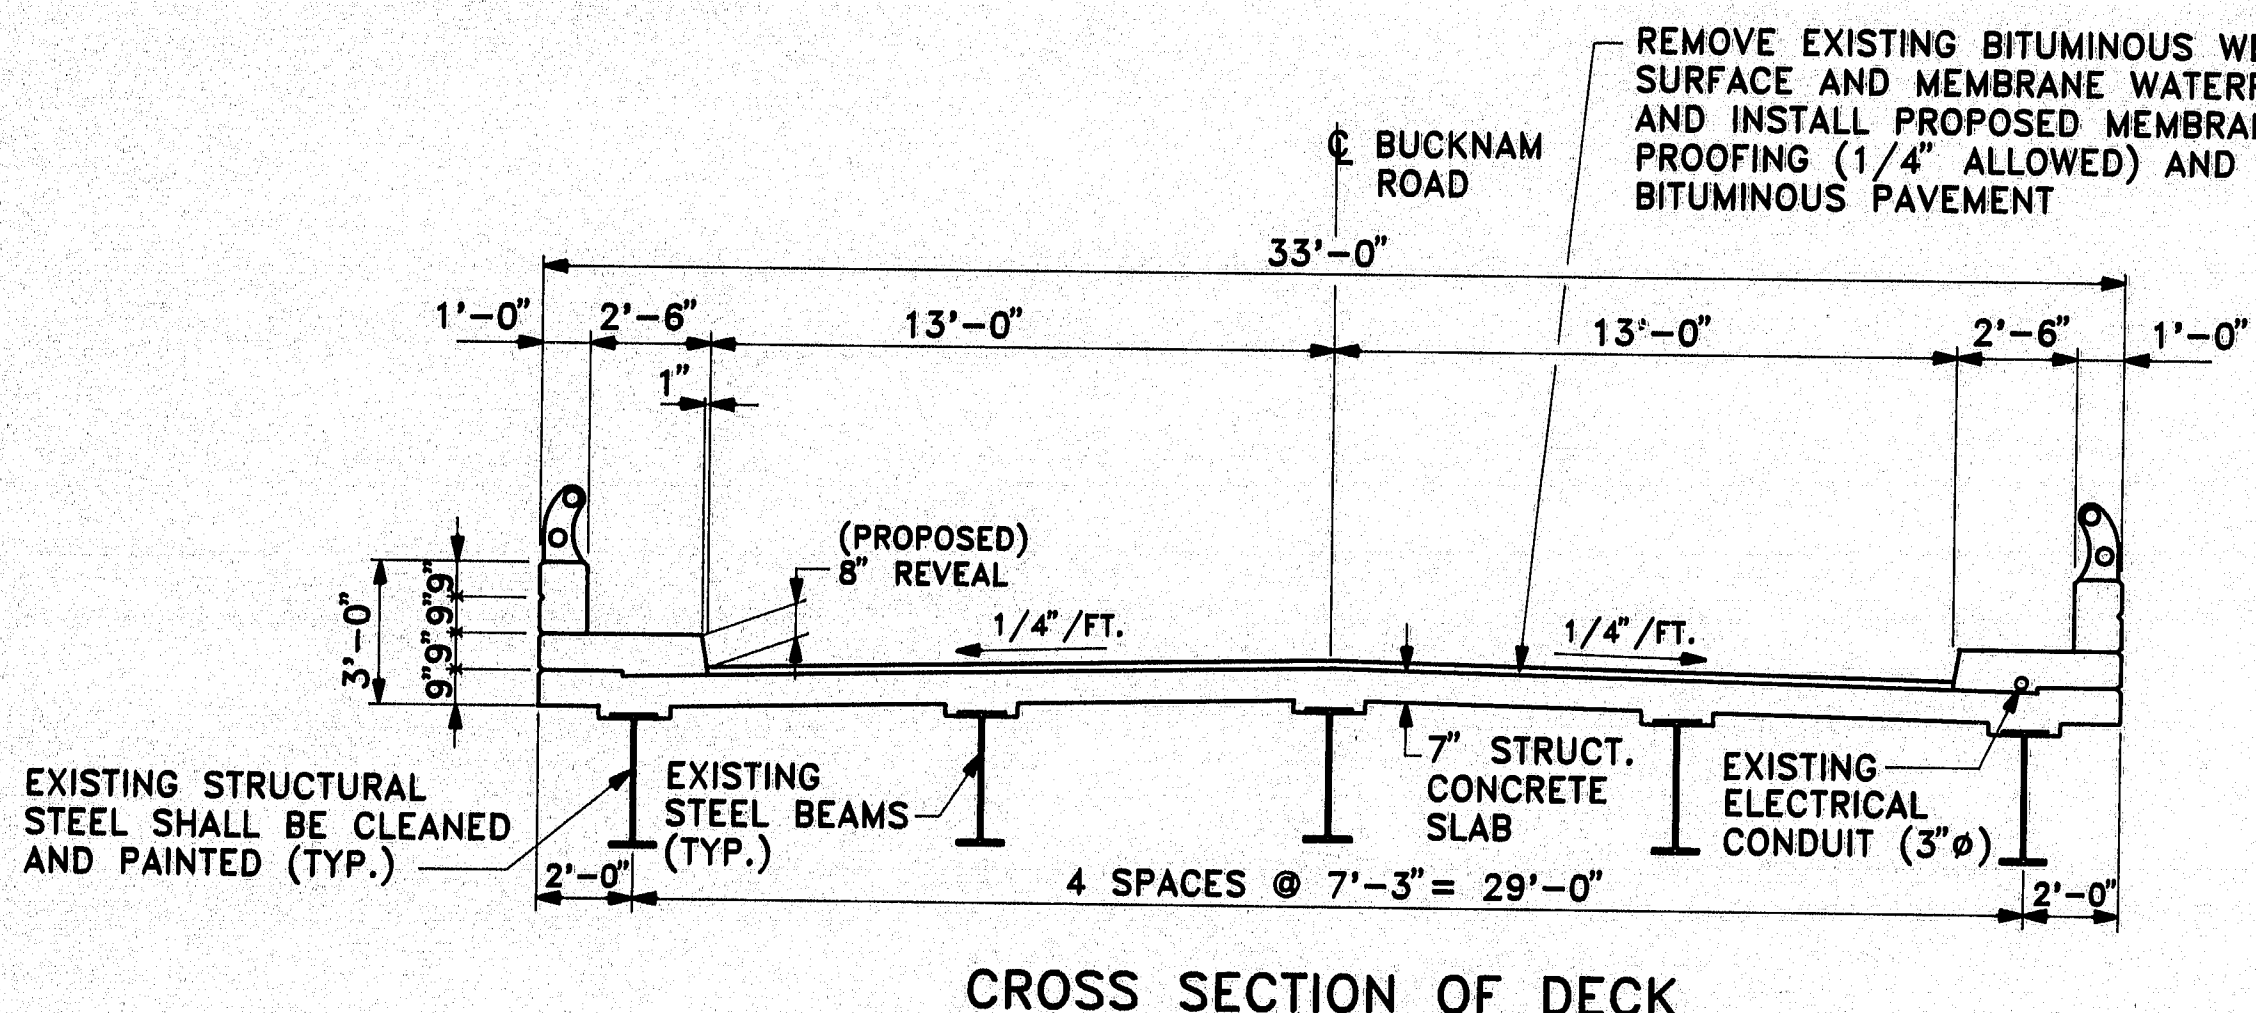 REMOVE EXISTING BITUMINOUS
SURFACE AND MEMBRANE
AND INSTALL PROPOSED
PROOFING (1/4" ALLOWED) AND
BITUMINOUS PAVEMENT
℄ BUCKNAM
ROAD
33'-0"
1'-0" 2'-6" 13'-0" 13'-0" 2'-6" 1'-0"
1"
(PROPOSED)
8" REVEAL
1/4"/FT. 1/4"/FT.
3'-0"
9" 9" 9" 9"
7" STRUCT.
CONCRETE
SLAB
EXISTING STRUCTURAL
STEEL SHALL BE CLEANED
AND PAINTED (TYP.)
EXISTING
STEEL BEAMS
(TYP.)
EXISTING
ELECTRICAL
CONDUIT (3"ø)
2'-0" 4 SPACES @ 7'-3" = 29'-0" 2'-0"
CROSS SECTION OF DECK